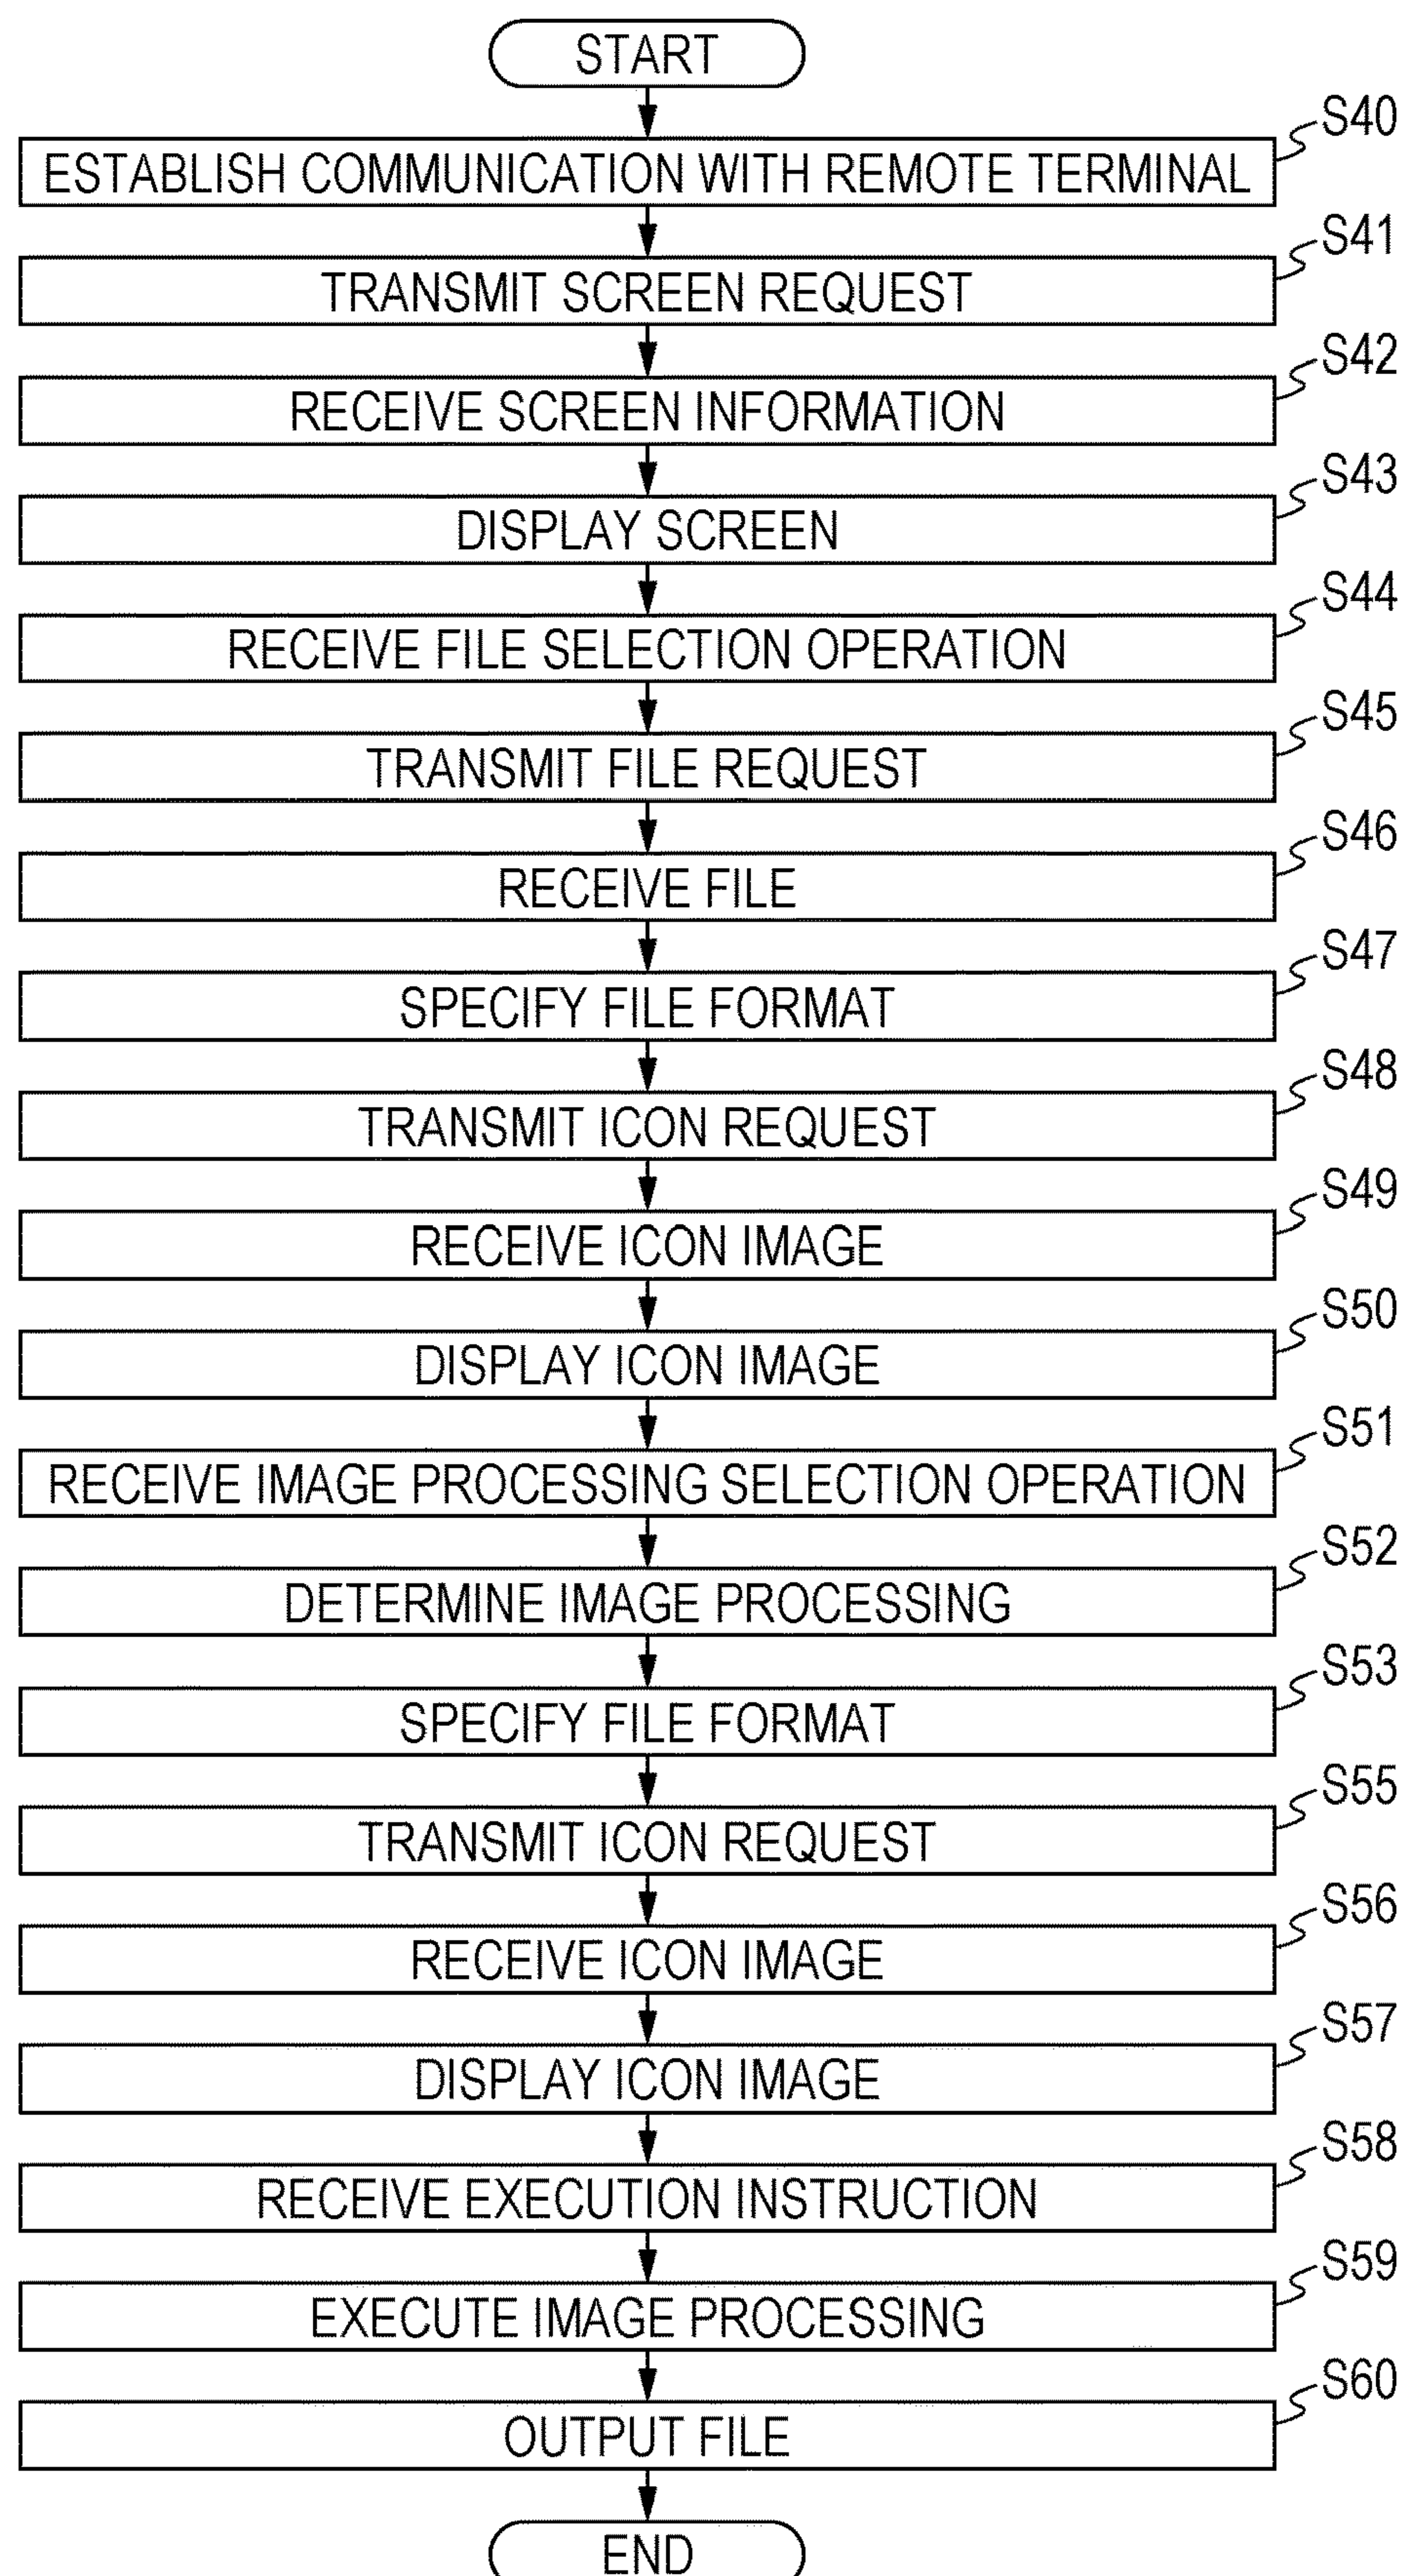 START
S40
ESTABLISH COMMUNICATION WITH REMOTE TERMINAL
S41
TRANSMIT SCREEN REQUEST
S42
RECEIVE SCREEN INFORMATION
S43
DISPLAY SCREEN
S44
RECEIVE FILE SELECTION OPERATION
S45
TRANSMIT FILE REQUEST
S46
RECEIVE FILE
S47
SPECIFY FILE FORMAT
S48
TRANSMIT ICON REQUEST
S49
RECEIVE ICON IMAGE
S50
DISPLAY ICON IMAGE
S51
RECEIVE IMAGE PROCESSING SELECTION OPERATION
S52
DETERMINE IMAGE PROCESSING
S53
SPECIFY FILE FORMAT
S55
TRANSMIT ICON REQUEST
S56
RECEIVE ICON IMAGE
S57
DISPLAY ICON IMAGE
S58
RECEIVE EXECUTION INSTRUCTION
S59
EXECUTE IMAGE PROCESSING
S60
OUTPUT FILE
END